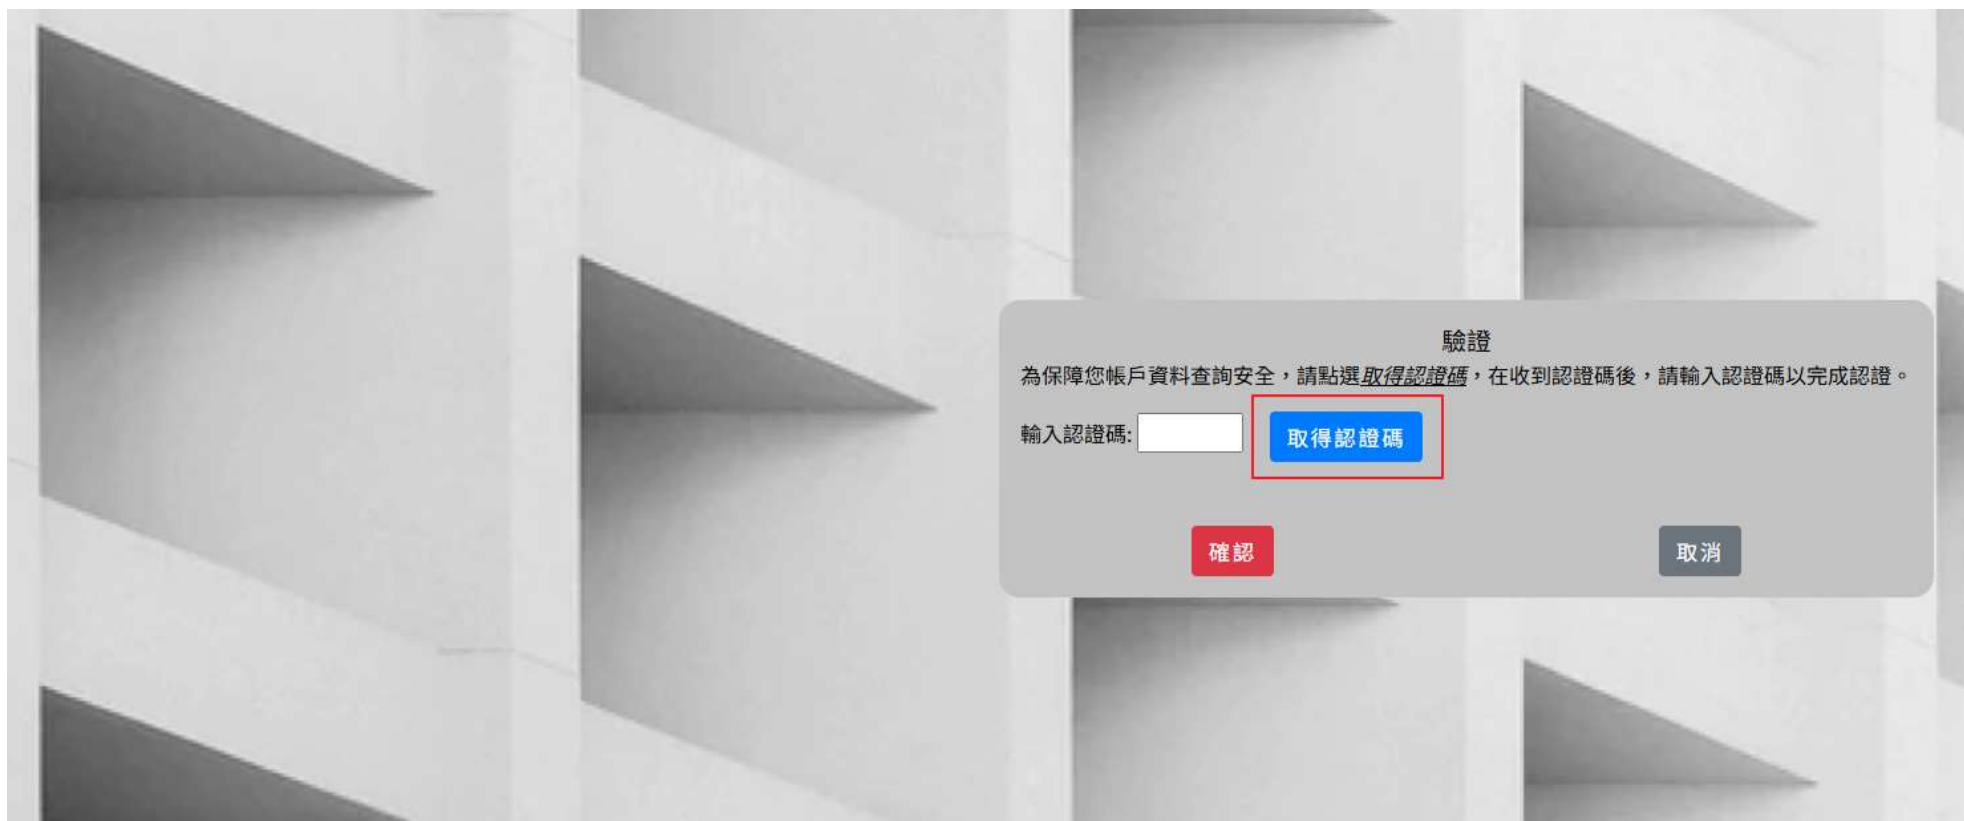 驗證
為保障您帳戶資料查詢安全，請點選取得認證碼，在收到認證碼後，請輸入認證碼以完成認證。
輸入認證碼: 取得認證碼
確認 取消